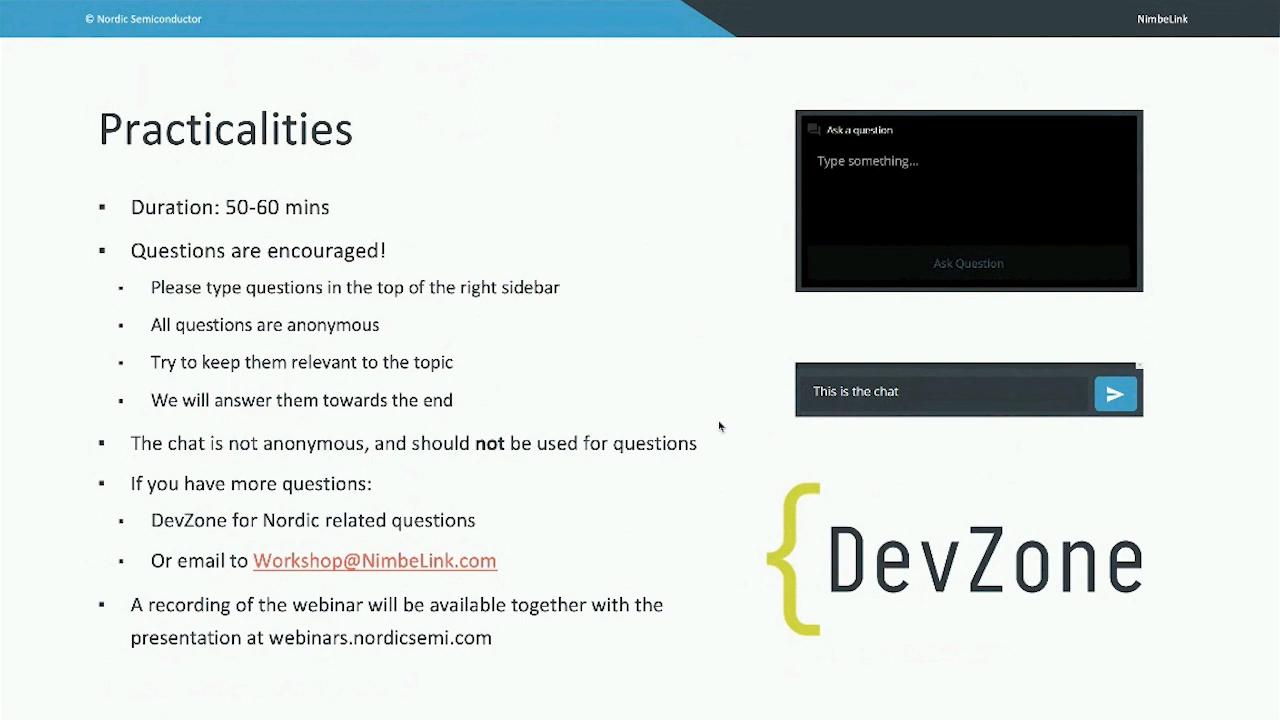 © Nordic Semiconductor
NimbeLink
Practicalities
▪ Duration: 50-60 mins
▪ Questions are encouraged!
▪ Please type questions in the top of the right sidebar
▪ All questions are anonymous
▪ Try to keep them relevant to the topic
▪ We will answer them towards the end
▪ The chat is not anonymous, and should not be used for questions
▪ If you have more questions:
▪ DevZone for Nordic related questions
▪ Or email to Workshop@NimbeLink.com
▪ A recording of the webinar will be available together with the
presentation at webinars.nordicsemi.com
Ask a question
Type something...
Ask Question
This is the chat
{DevZone